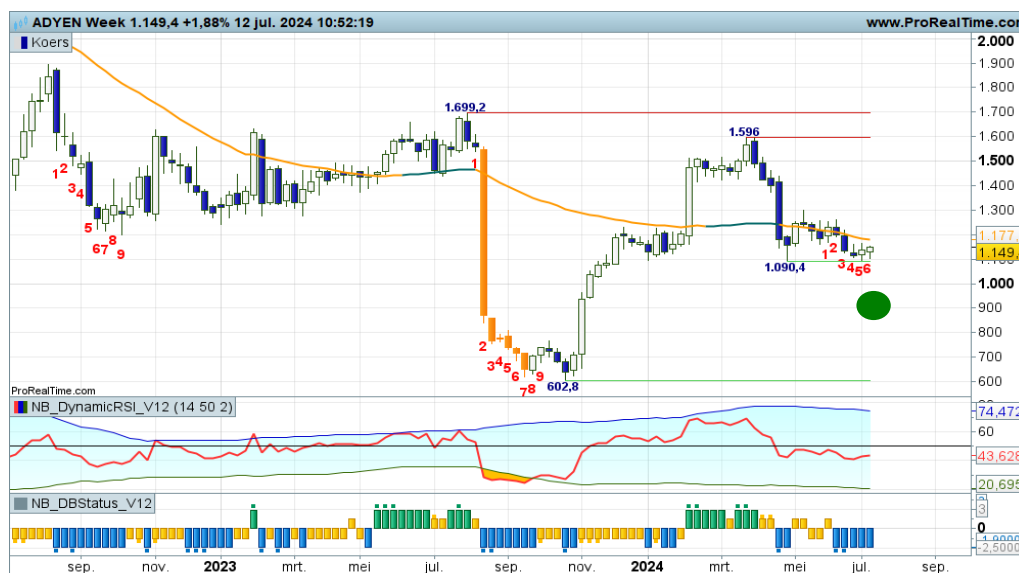 ADYEN Week 1.149,4 +1,88% 12 jul. 2024 10:52:19 www.ProRealTime.com
Koers
2.000
1.900
1.800
1.699,2
1.700
1.596
1.600
1.500
1.400
1.300
1.177
1.149,
1.090,4
1.000
900
800
700
602,8
600
1 2 3 4 5 6 7 8 9
1 2 3 4 5 6 7 8 9
1 2 3 4 5 6
ProRealTime.com
NB_DynamicRSI_V12 (14 50 2)
74,472
60
43,628
20,695
NB_DBStatus_V12
3
0
-2,5000
sep. nov. 2023 mrt. mei jul. sep. nov. 2024 mrt. mei jul. sep.